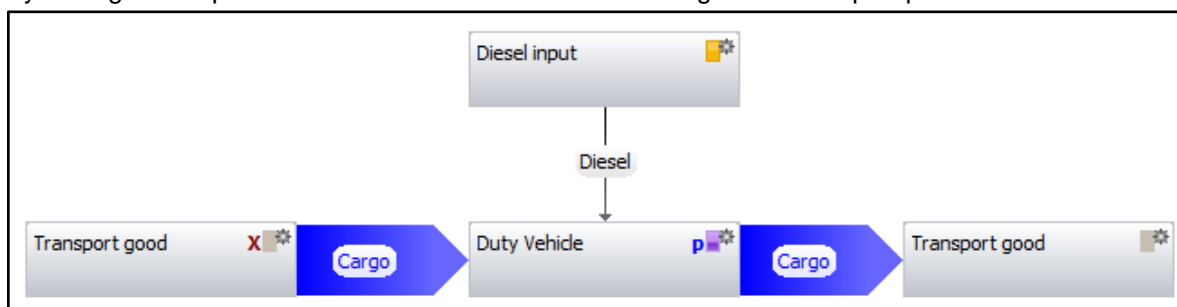 Diesel input
Diesel
Transport good X
Cargo
Duty Vehicle p
Cargo
Transport good